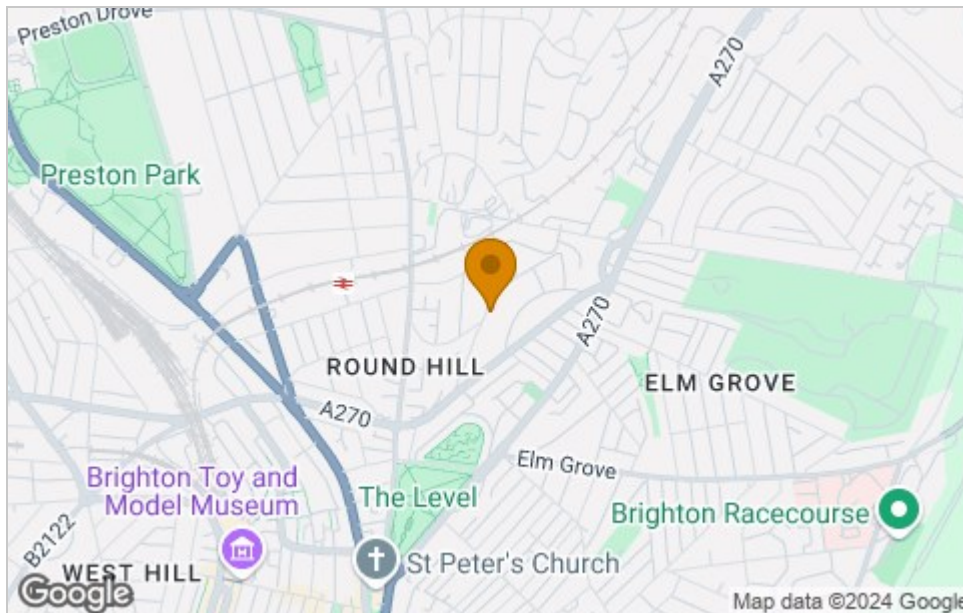 Preston Drove
A270
Preston Park
A270
ROUND HILL
ELM GROVE
A270
Elm Grove
Brighton Toy and
Model Museum
The Level
Brighton Racecourse
B2122
St Peter's Church
WEST HILL
Google
Map data ©2024 Google